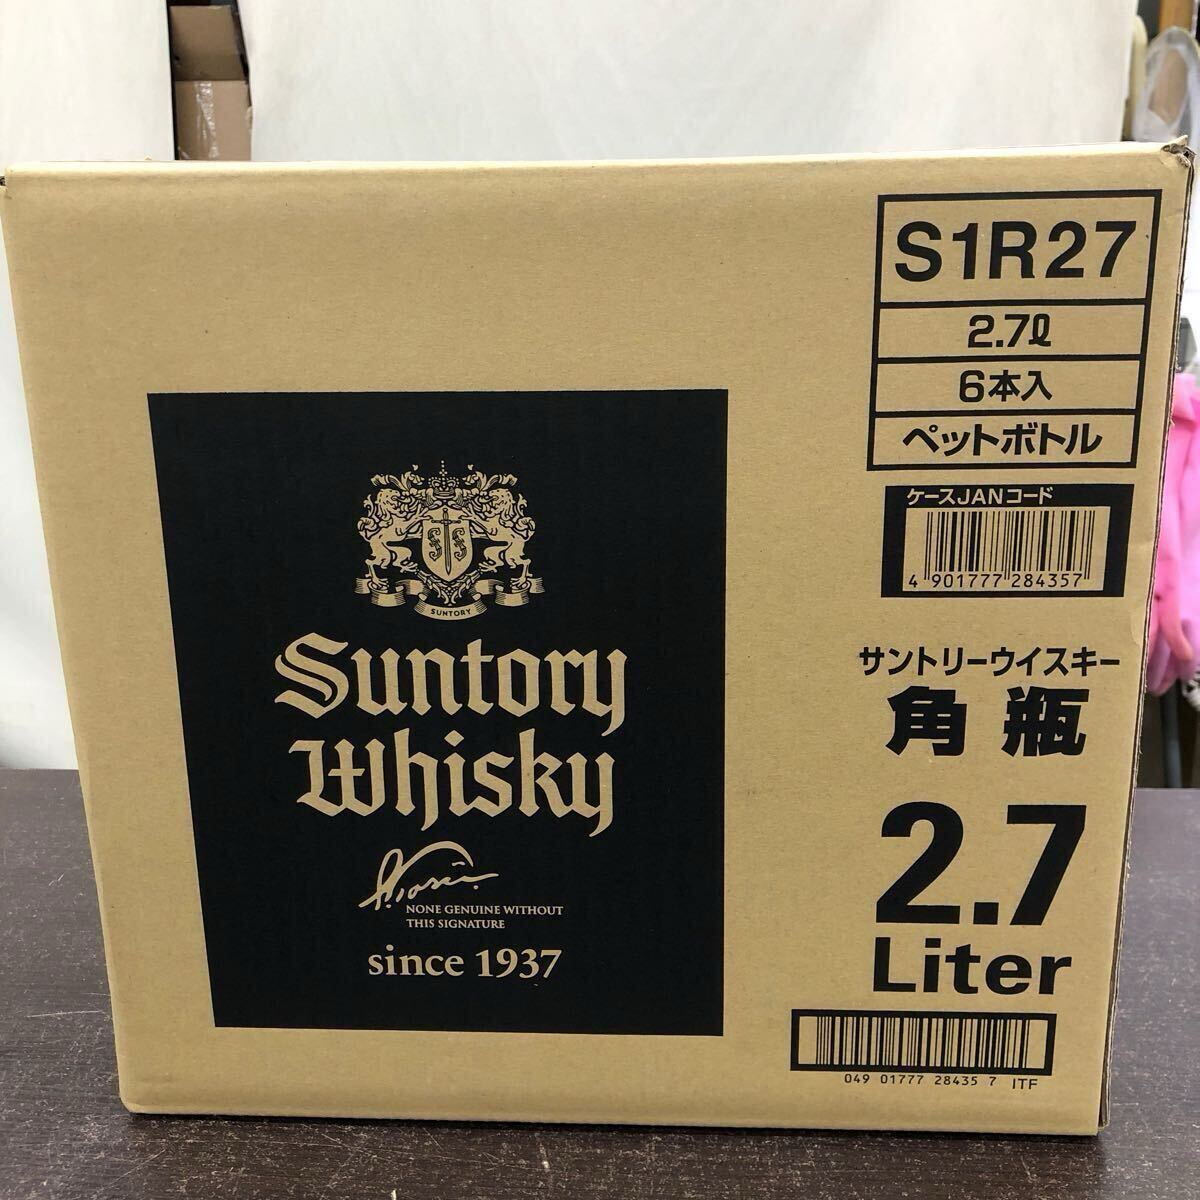 S1R27
2.7ℓ
6本入
ペットボトル
ケースJANコード
4 901777 284357
SUNTORY
Suntory
Whisky
NONE GENUINE WITHOUT
THIS SIGNATURE
since 1937
サントリーウイスキー
角瓶
2.7
Liter
049 01777 28435 7 ITF